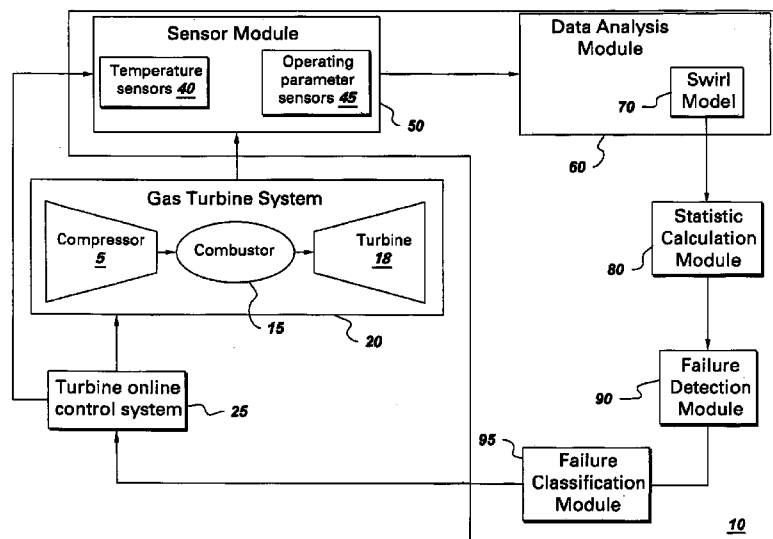 Sensor Module
Temperature
sensors 40
Operating
parameter
sensors 45
50
Data Analysis
Module
70
Swirl
Model
60
Gas Turbine System
Compressor
5
Combustor
Turbine
18
15
20
Statistic
Calculation
Module
80
Turbine online
control system
25
Failure
Detection
Module
90
95
Failure
Classification
Module
10